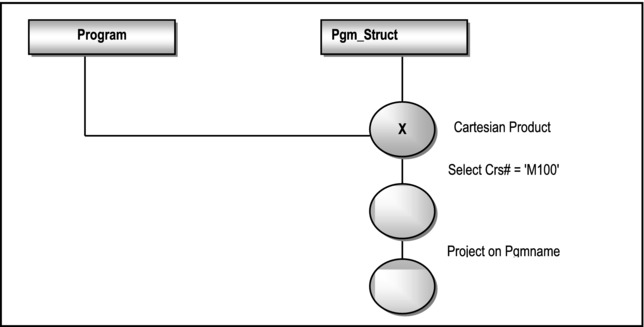 Program
Pgm_Struct
X
Cartesian Product
Select Crs# = 'M100'
Project on Pgmname